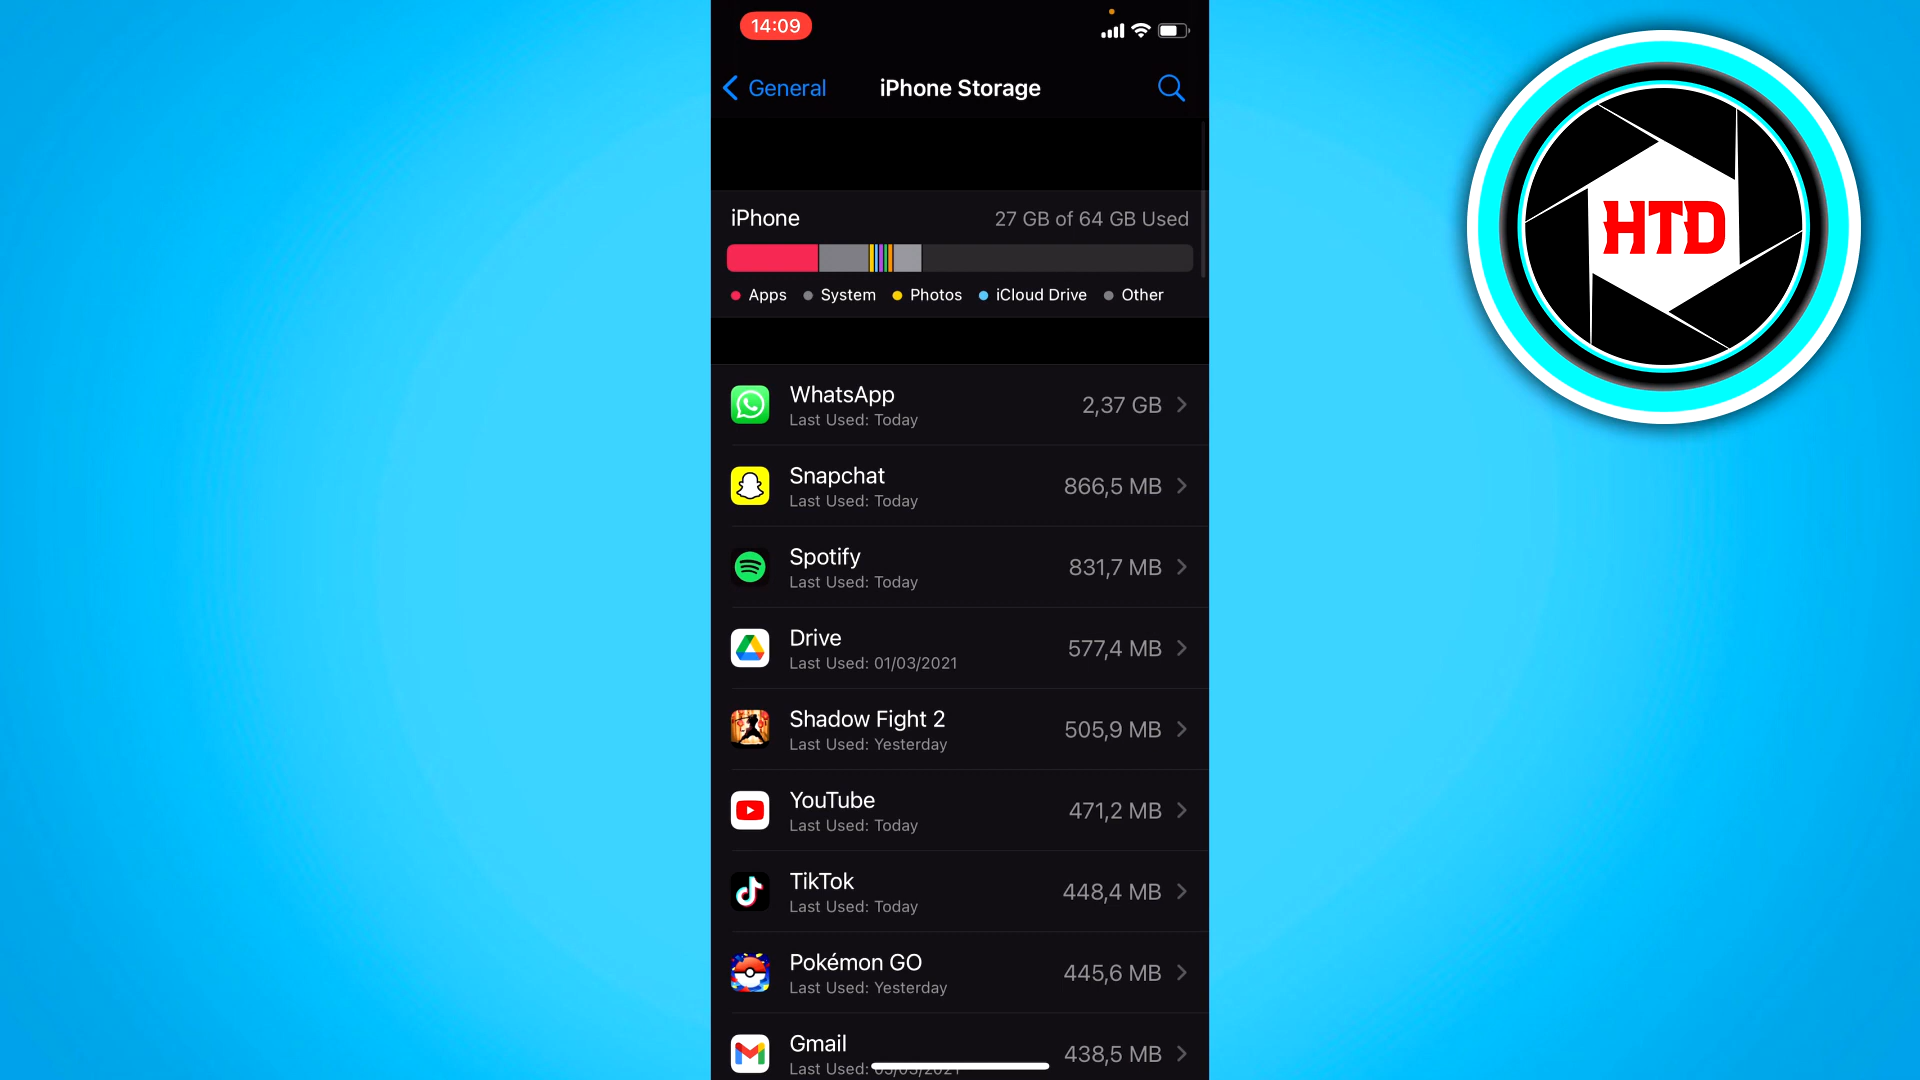 14:09
General
iPhone Storage
iPhone
27 GB of 64 GB Used
Apps
System
Photos
iCloud Drive
Other
WhatsApp
2,37 GB
Last Used: Today
Snapchat
866,5 MB
Last Used: Today
Spotify
831,7 MB
Last Used: Today
Drive
577,4 MB
Last Used: 01/03/2021
Shadow Fight 2
505,9 MB
Last Used: Yesterday
YouTube
471,2 MB
Last Used: Today
TikTok
448,4 MB
Last Used: Today
Pokémon GO
445,6 MB
Last Used: Yesterday
Gmail
438,5 MB
Last Used:
HTD